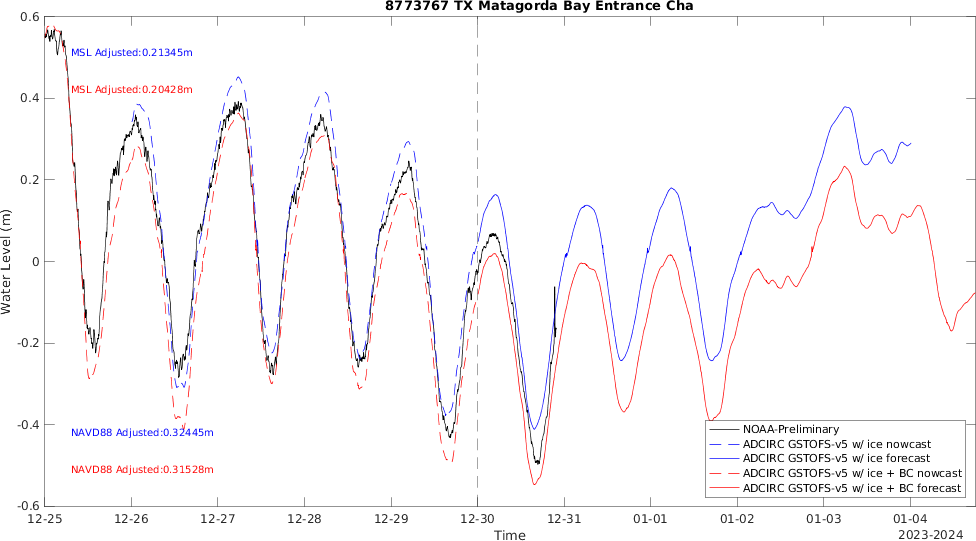 8773767 TX Matagorda Bay Entrance Cha
0.6
0.4
0.2
0
-0.2
-0.4
-0.6
Water Level (m)
MSL Adjusted:0.21345m
MSL Adjusted:0.20428m
NAVD88 Adjusted:0.32445m
NAVD88 Adjusted:0.31528m
NOAA-Preliminary
ADCIRC GSTOFS-v5 w/ ice nowcast
ADCIRC GSTOFS-v5 w/ ice forecast
ADCIRC GSTOFS-v5 w/ ice + BC nowcast
ADCIRC GSTOFS-v5 w/ ice + BC forecast
12-25 12-26 12-27 12-28 12-29 12-30 12-31 01-01 01-02 01-03 01-04
Time
2023-2024